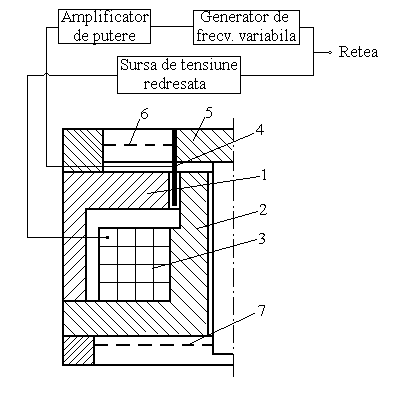 Amplificator
de putere
Generator de
frecv. variabila
Retea
Sursa de tensiune
redresata
6
5
4
1
2
3
7